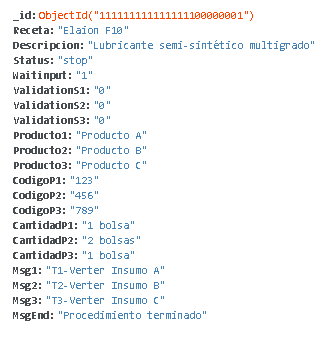 _id: ObjectId("111111111111111100000001")
Receta: "Elaion F10"
Descripcion: "Lubricante semi-sintético multigrado"
Status: "stop"
Waitinput: "1"
ValidationS1: "0"
ValidationS2: "0"
ValidationS3: "0"
Producto1: "Producto A"
Producto2: "Producto B"
Producto3: "Producto C"
CodigoP1: "123"
CodigoP2: "456"
CodigoP3: "789"
CantidadP1: "1 bolsa"
CantidadP2: "2 bolsas"
CantidadP3: "1 bolsa"
Msg1: "T1-Verter Insumo A"
Msg2: "T2-Verter Insumo B"
Msg3: "T3-Verter Insumo C"
MsgEnd: "Procedimiento terminado"